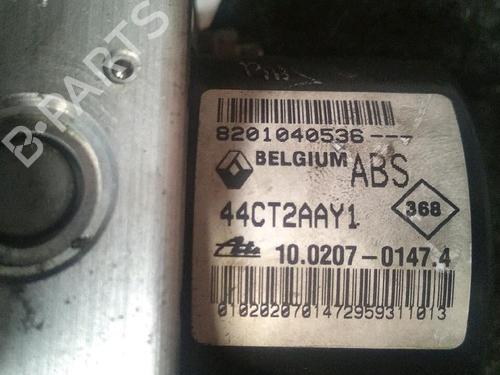 B-PARTS
8201040536---
BELGIUM ABS
44CT2AAY1
368
Ate 10.0207-0147.4
0102020701472959311013